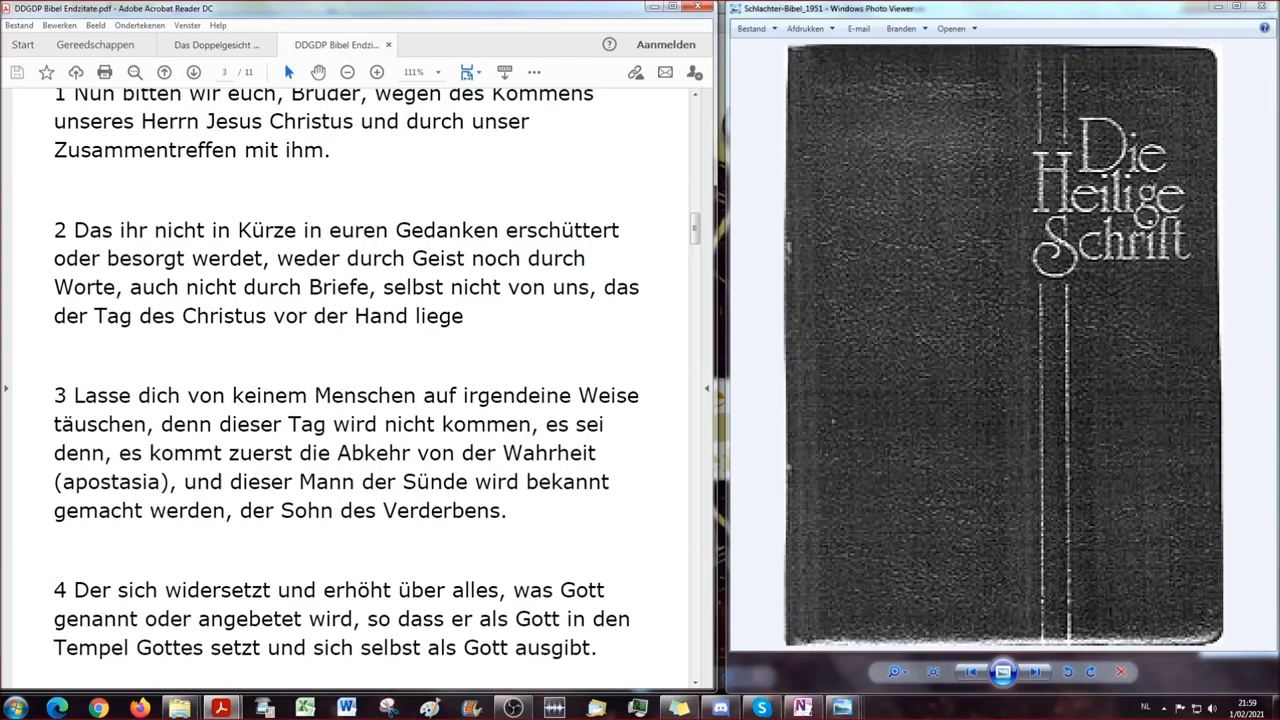 DDGDP Bibel Endzitate.pdf - Adobe Acrobat Reader DC
Bestand Bewerken Beeld Ondertekenen Venster Help
Start Gereedschappen Das Doppelgesicht ... DDGDP Bibel Endzi... × Anmelden
3 / 11 111%
1 Nun bitten wir euch, Brüder, wegen des Kommens
unseres Herrn Jesus Christus und durch unser
Zusammentreffen mit ihm.
2 Das ihr nicht in Kürze in euren Gedanken erschüttert
oder besorgt werdet, weder durch Geist noch durch
Worte, auch nicht durch Briefe, selbst nicht von uns, das
der Tag des Christus vor der Hand liege
3 Lasse dich von keinem Menschen auf irgendeine Weise
täuschen, denn dieser Tag wird nicht kommen, es sei
denn, es kommt zuerst die Abkehr von der Wahrheit
(apostasia), und dieser Mann der Sünde wird bekannt
gemacht werden, der Sohn des Verderbens.
4 Der sich widersetzt und erhöht über alles, was Gott
genannt oder angebetet wird, so dass er als Gott in den
Tempel Gottes setzt und sich selbst als Gott ausgibt.
Schlachter-Bibel_1951 - Windows Photo Viewer
Bestand Afdrukken E-mail Branden Openen
Die
Heilige
Schrift
NL 21:59
1/02/2021